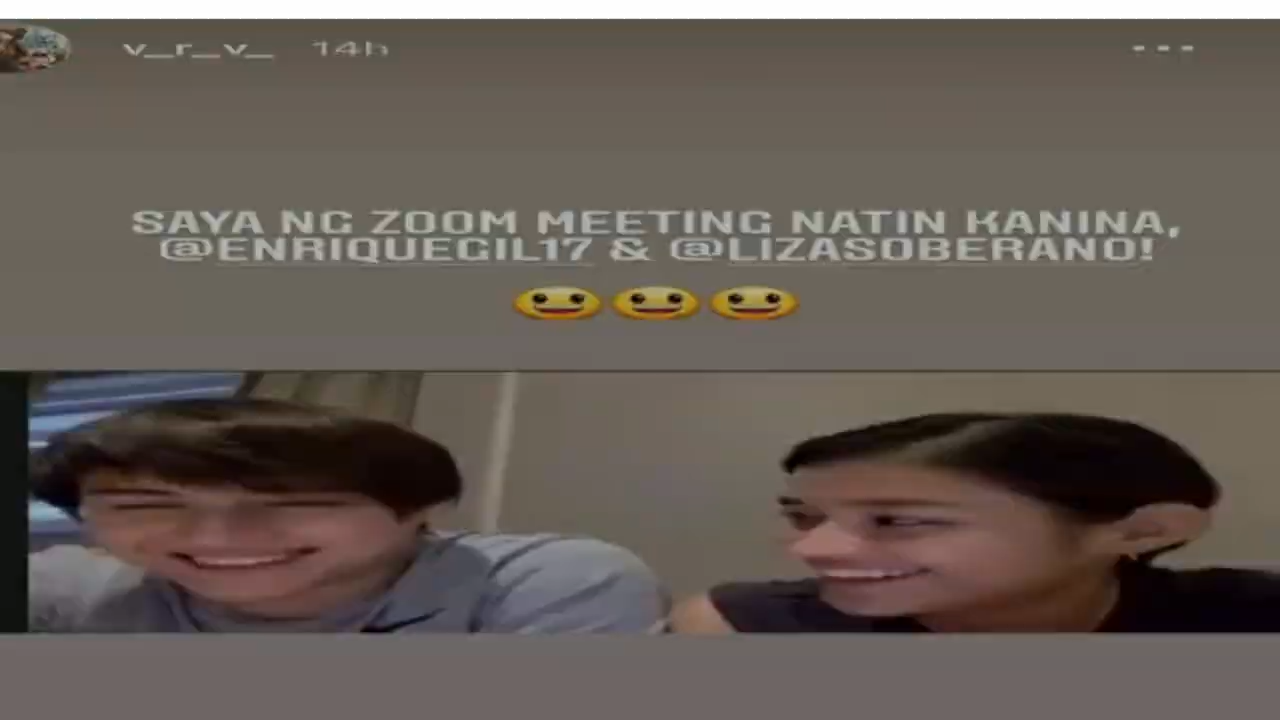 v_r_v_ 14h
SAYA NG ZOOM MEETING NATIN KANINA,
@ENRIQUEGIL17 & @LIZASOBERANO!